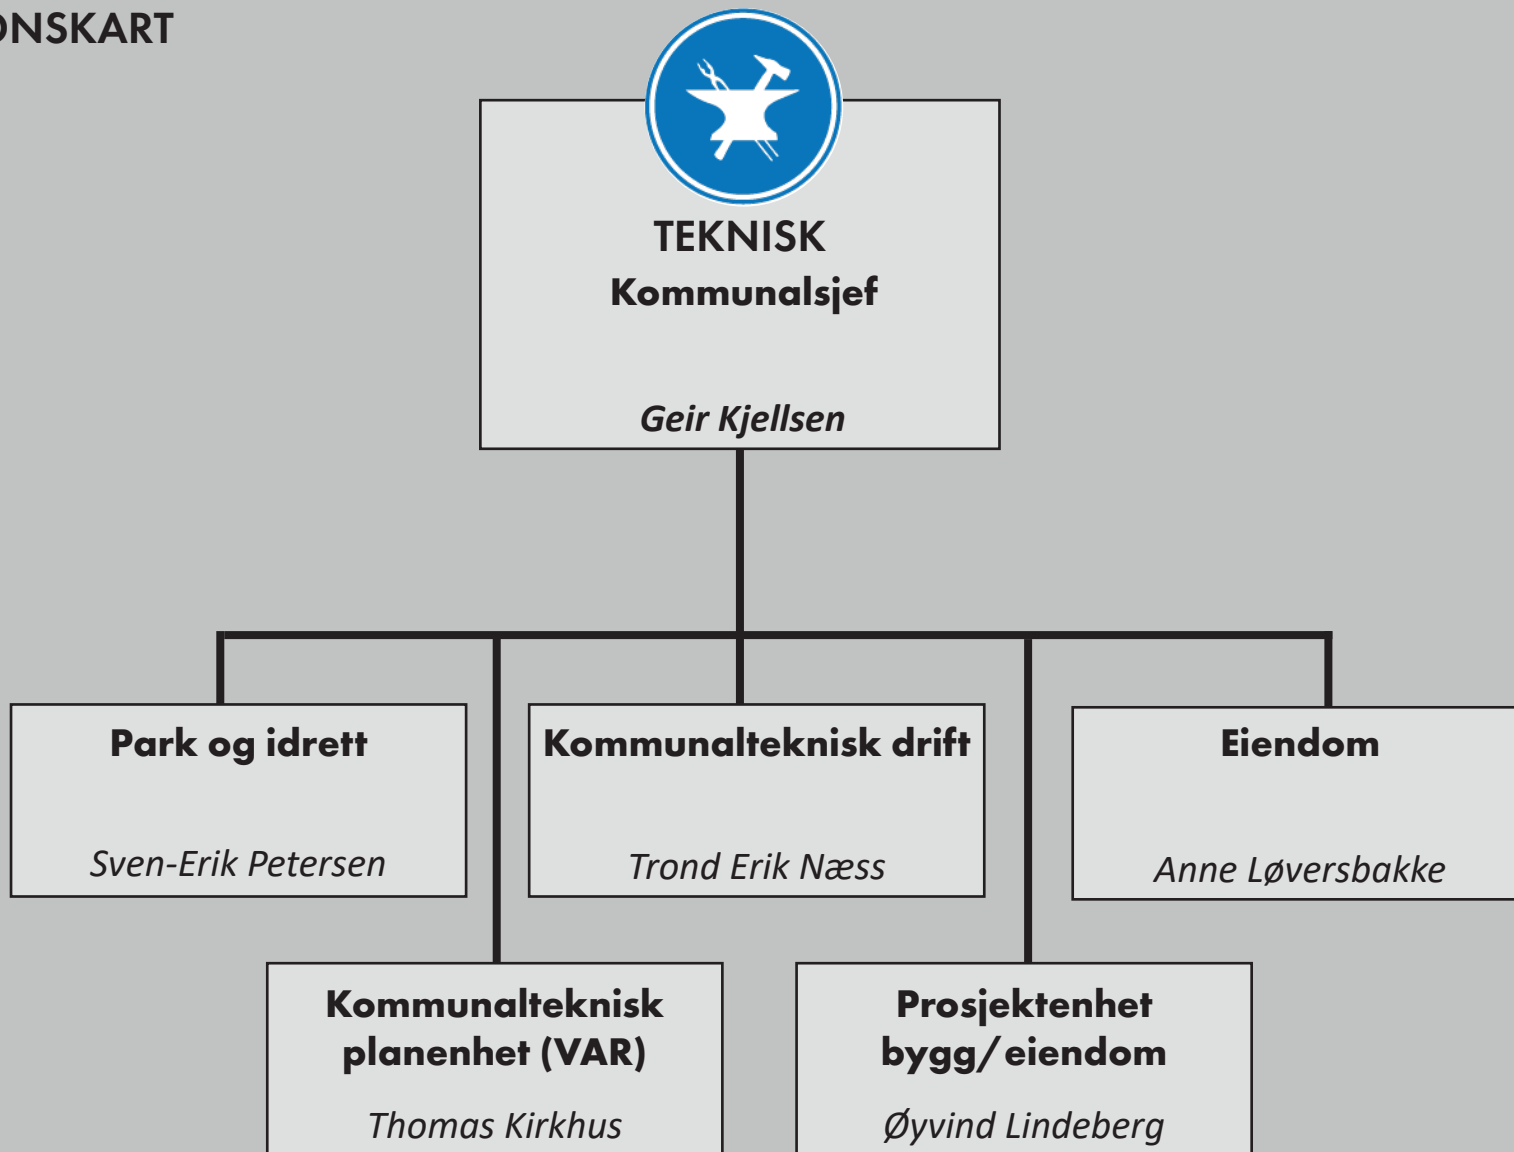 TEKNISK
Kommunalsjef
Geir Kjellsen
Park og idrett
Sven-Erik Petersen
Kommunalteknisk drift
Trond Erik Næss
Eiendom
Anne Løversbakke
Kommunalteknisk
planenhet (VAR)
Thomas Kirkhus
Prosjektenhet
bygg/eiendom
Øyvind Lindeberg